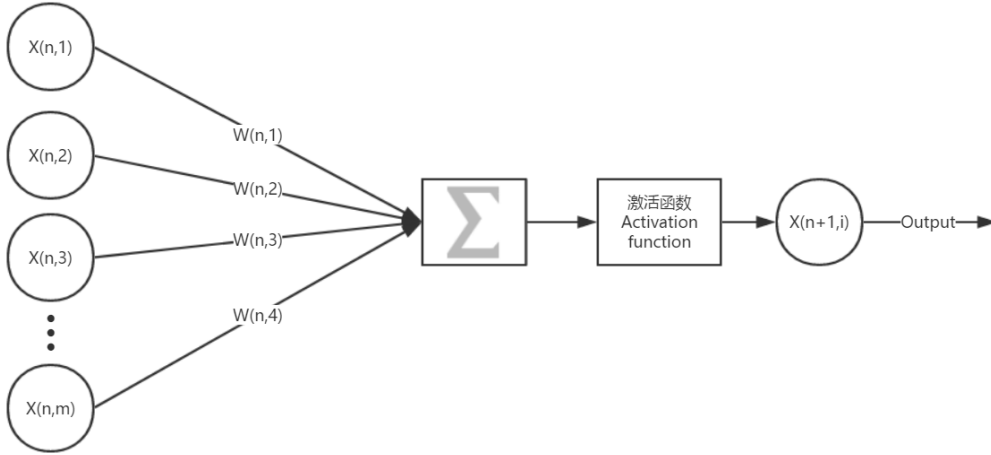 X(n,1)
W(n,1)
X(n,2)
W(n,2)
X(n,3)
W(n,3)
W(n,4)
X(n,m)
Σ
激活函数
Activation
function
X(n+1,i)
Output